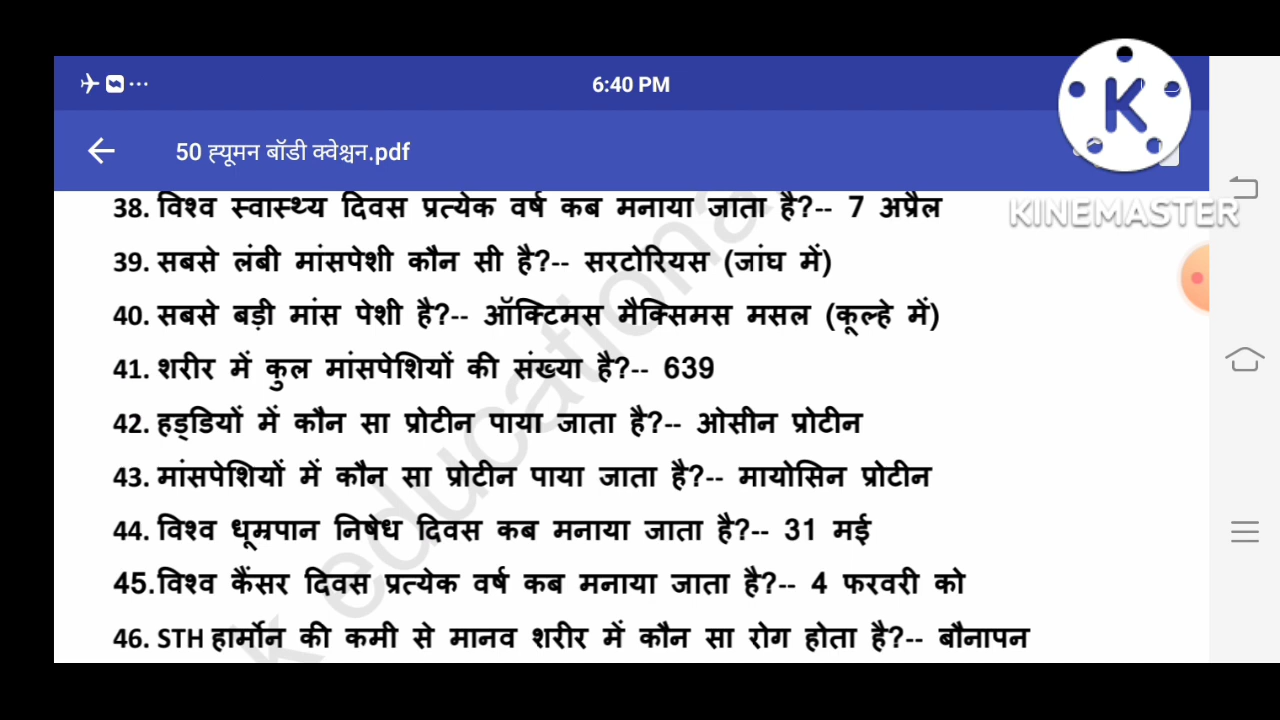 6:40 PM
K
50 ह्यूमन बॉडी क्वेश्चन.pdf
KINEMASTER
38. विश्व स्वास्थ्य दिवस प्रत्येक वर्ष कब मनाया जाता है?-- 7 अप्रैल
39. सबसे लंबी मांसपेशी कौन सी है?-- सरटोरियस (जांघ में)
40. सबसे बड़ी मांस पेशी है?-- ऑक्टिमस मैक्सिमस मसल (कूल्हे में)
41. शरीर में कुल मांसपेशियों की संख्या है?-- 639
42. हड्डियों में कौन सा प्रोटीन पाया जाता है?-- ओसीन प्रोटीन
43. मांसपेशियों में कौन सा प्रोटीन पाया जाता है?-- मायोसिन प्रोटीन
44. विश्व धूम्रपान निषेध दिवस कब मनाया जाता है?-- 31 मई
45.विश्व कैंसर दिवस प्रत्येक वर्ष कब मनाया जाता है?-- 4 फरवरी को
46. STH हार्मोन की कमी से मानव शरीर में कौन सा रोग होता है?-- बौनापन
k educationa